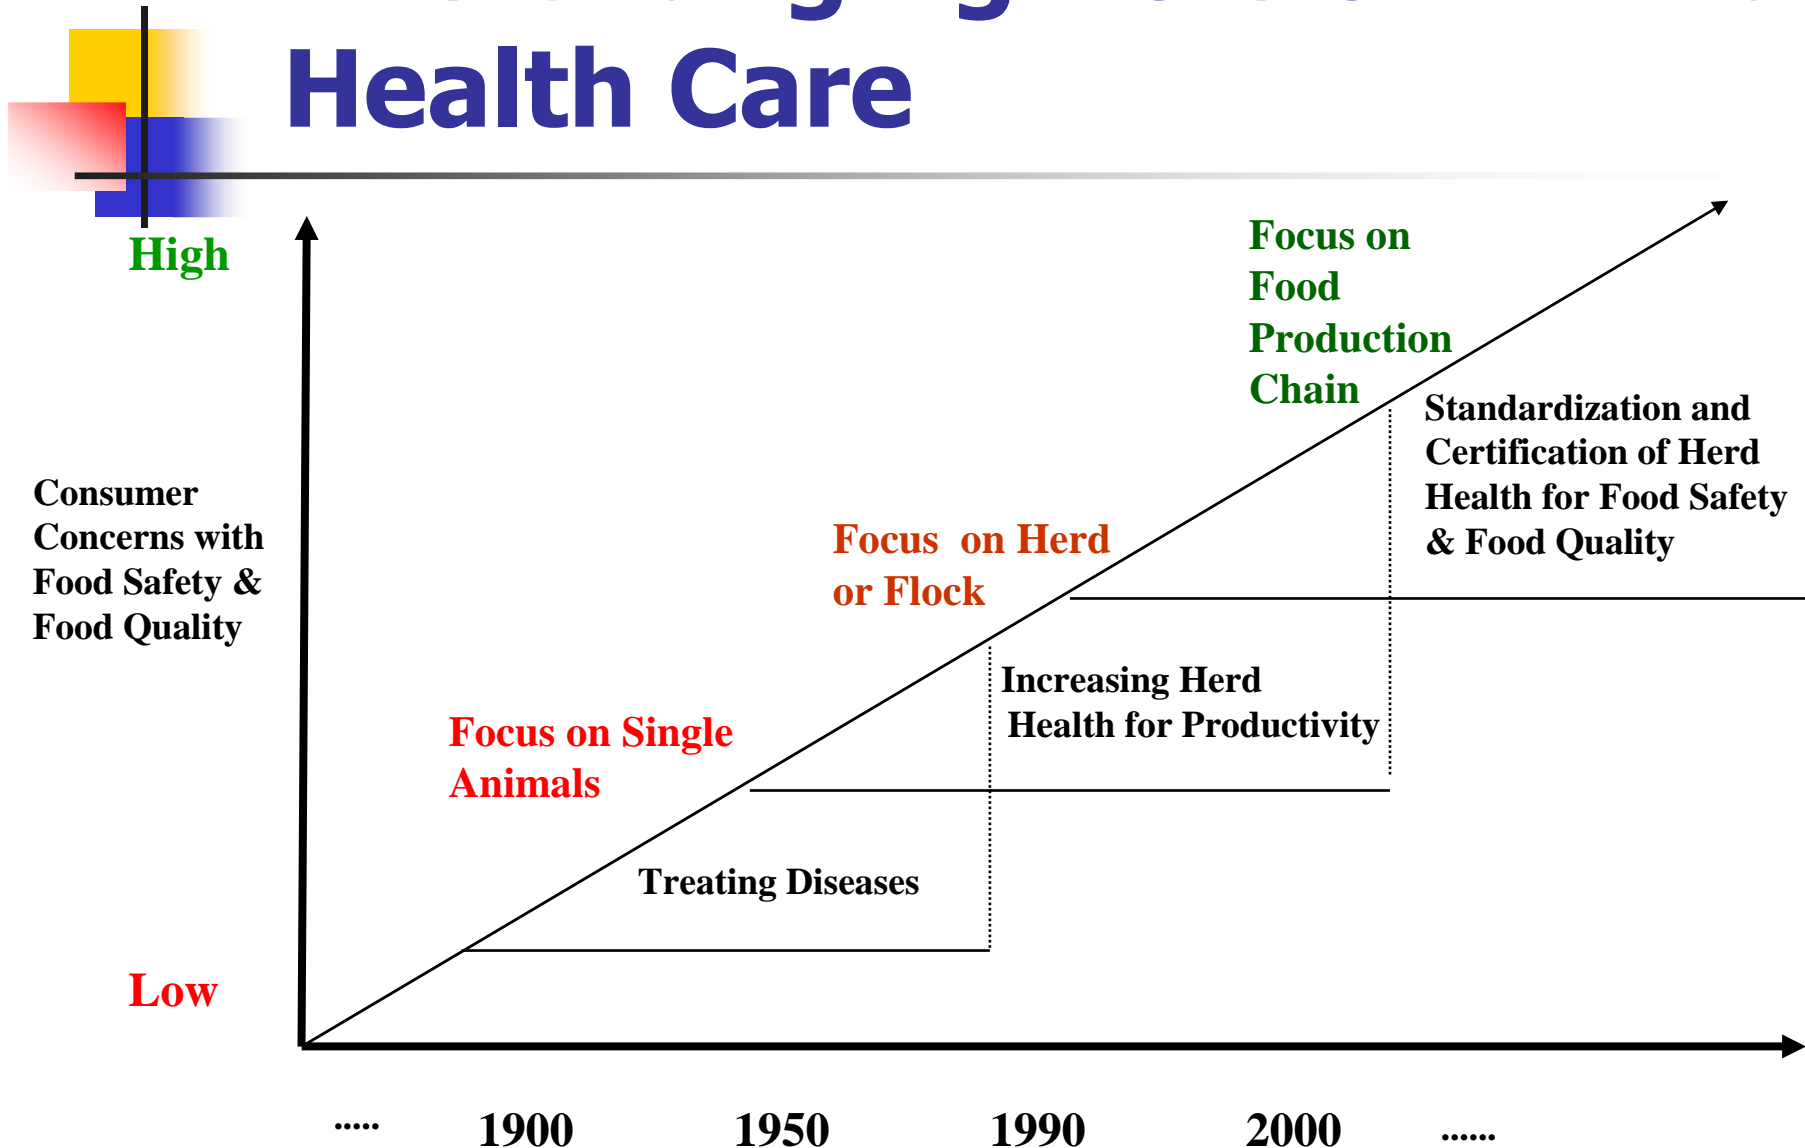 Health Care
High
Focus on
Food
Production
Chain
Standardization and
Certification of Herd
Health for Food Safety
& Food Quality
Consumer
Concerns with
Food Safety &
Food Quality
Focus on Herd
or Flock
Increasing Herd
Health for Productivity
Focus on Single
Animals
Treating Diseases
Low
..... 1900 1950 1990 2000 ......